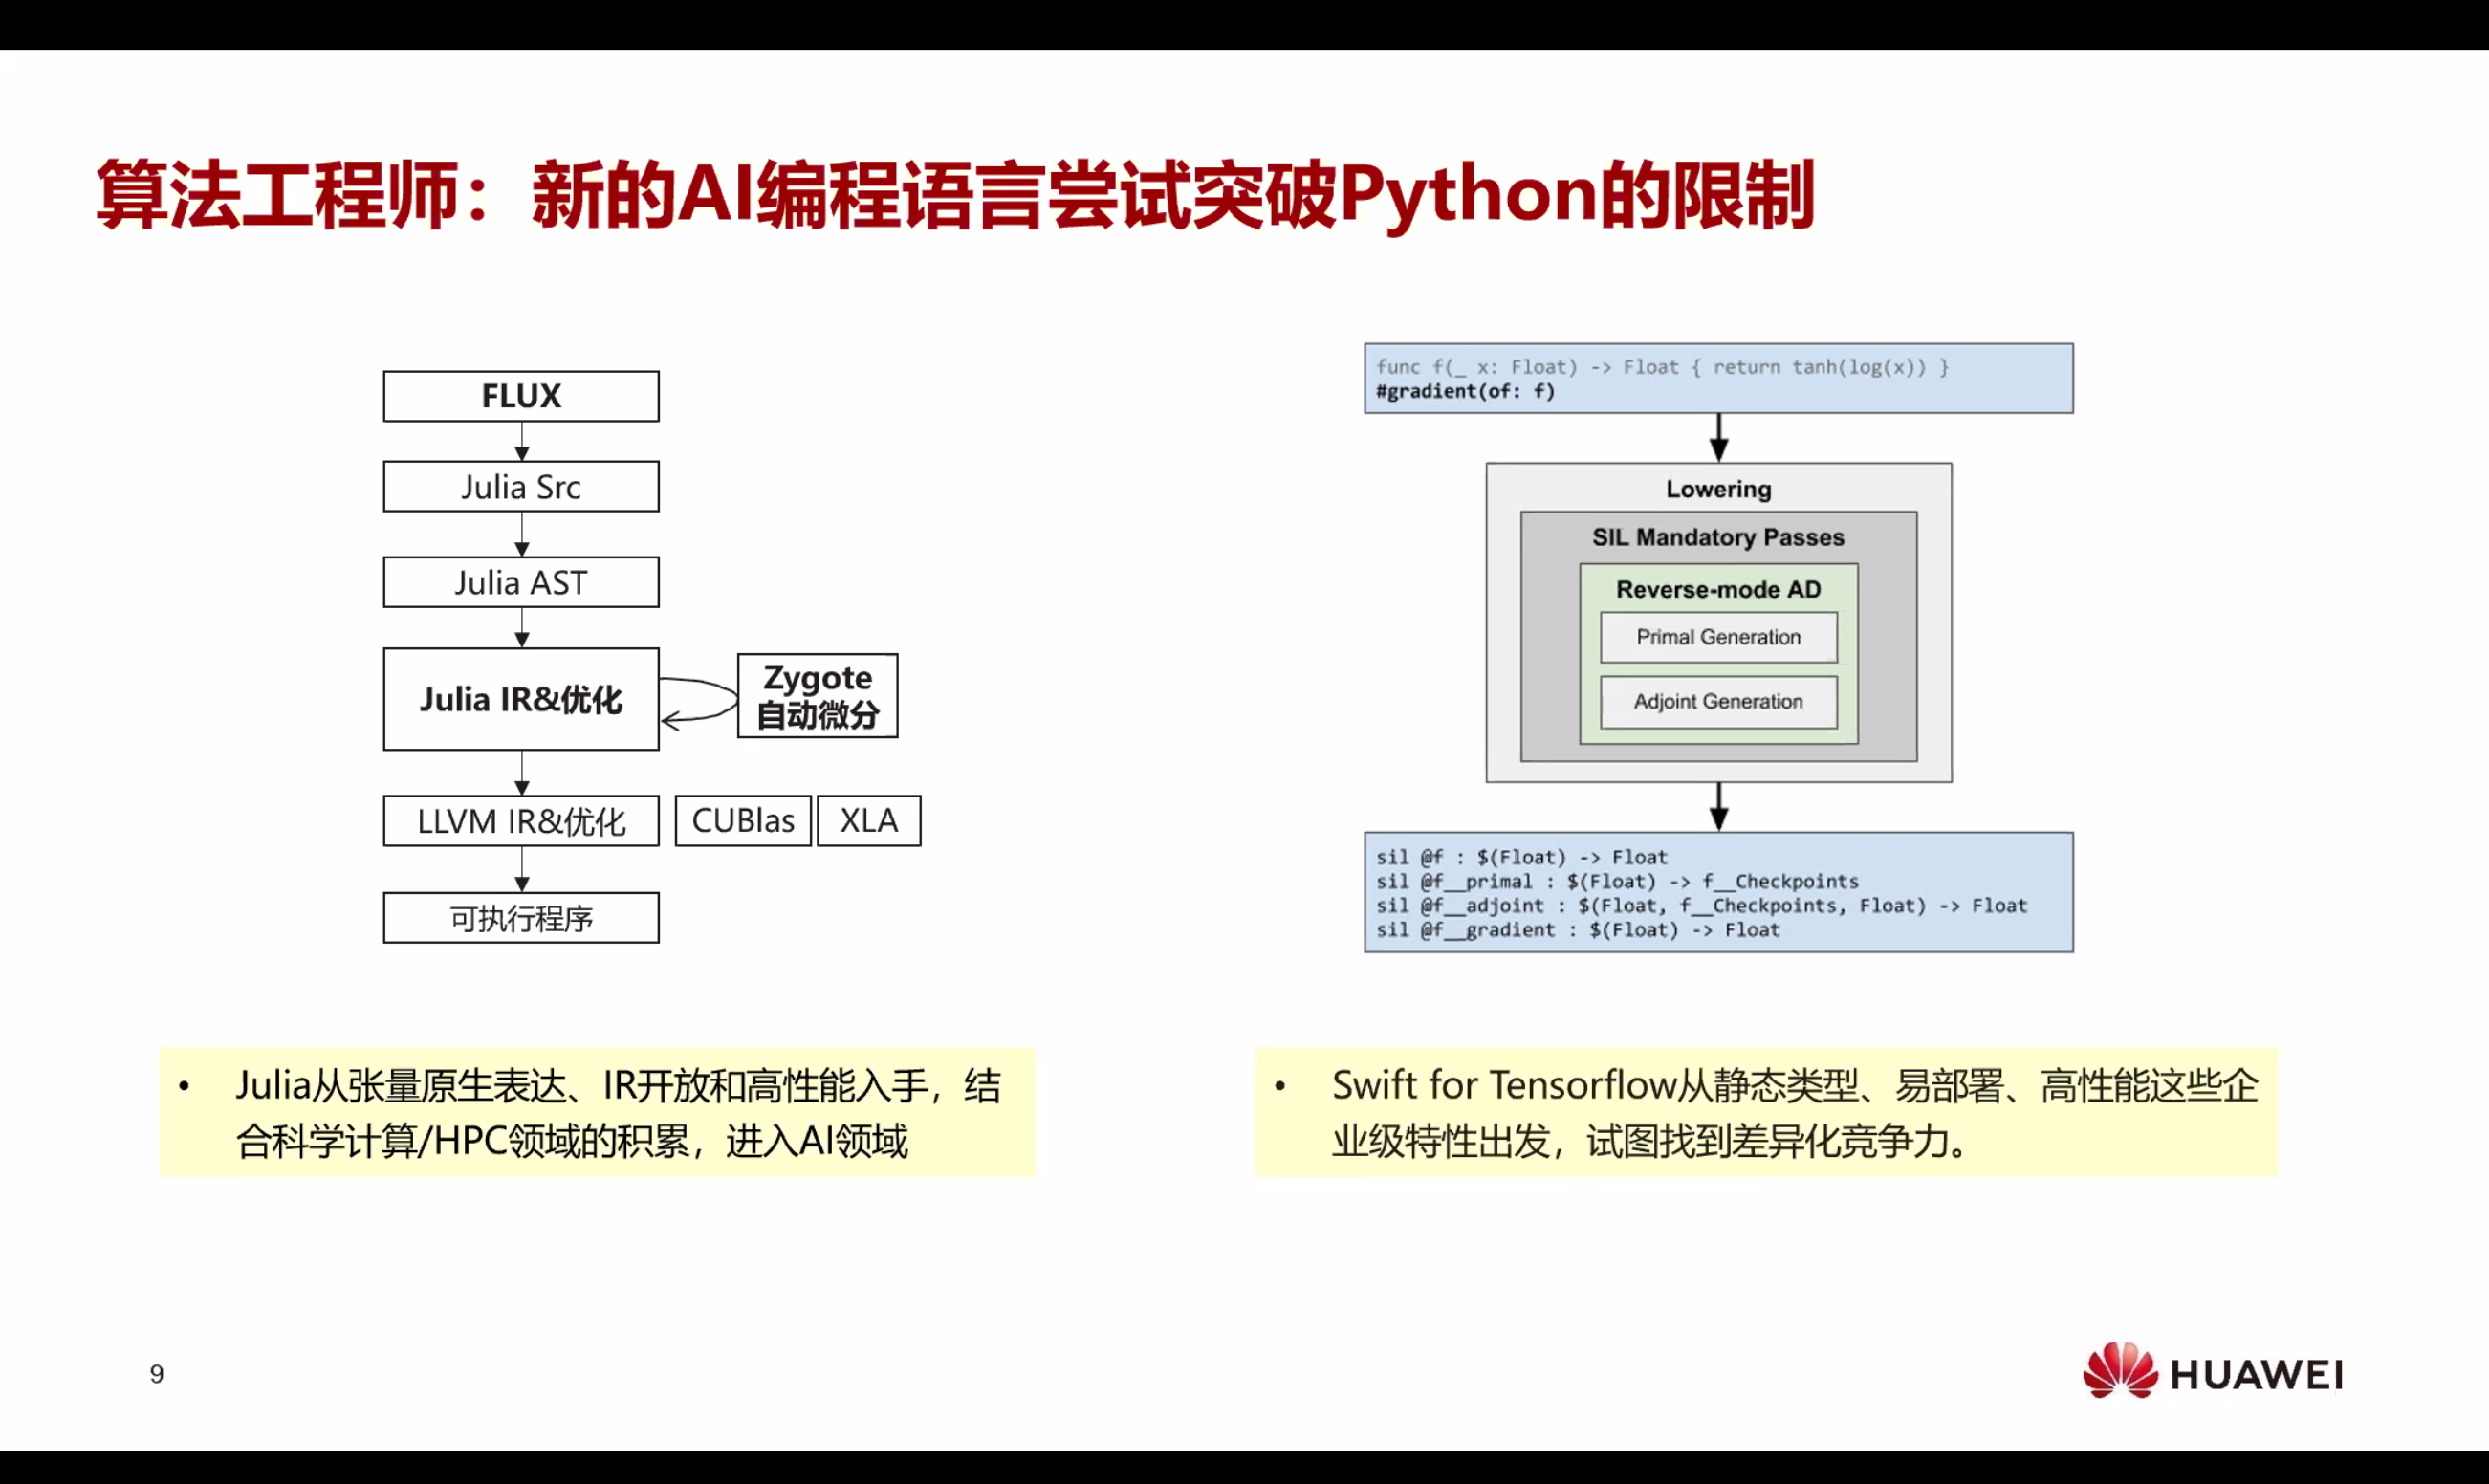 算法工程师：新的AI编程语言尝试突破Python的限制
FLUX
Julia Src
Julia AST
Julia IR&优化
Zygote
自动微分
LLVM IR&优化
CUBlas
XLA
可执行程序
func f(_ x: Float) -> Float { return tanh(log(x)) }
#gradient(of: f)
Lowering
SIL Mandatory Passes
Reverse-mode AD
Primal Generation
Adjoint Generation
sil @f : $(Float) -> Float
sil @f__primal : $(Float) -> f__Checkpoints
sil @f__adjoint : $(Float, f__Checkpoints, Float) -> Float
sil @f__gradient : $(Float) -> Float
• Julia从张量原生表达、IR开放和高性能入手，结
合科学计算/HPC领域的积累，进入AI领域
• Swift for Tensorflow从静态类型、易部署、高性能这些企
业级特性出发，试图找到差异化竞争力。
9
HUAWEI